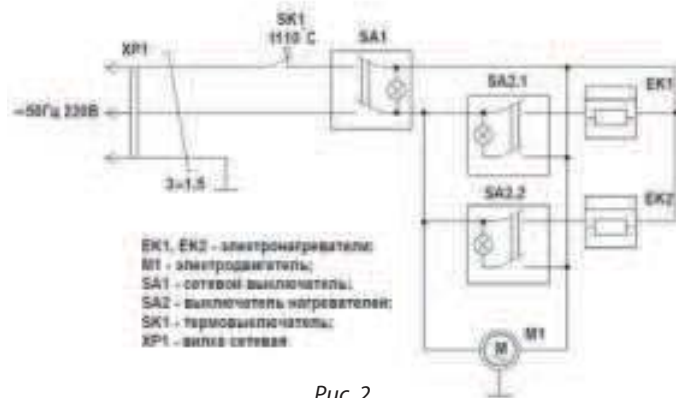 SK1
1110 С
XP1
SA1
SA2.1
EK1
~50Гц 220В
3=1,5
SA2.2
EK2
EK1, EK2 - электронагреватели;
M1 - электродвигатель;
SA1 - сетевой выключатель;
SA2 - выключатель нагревателей;
SK1 - термовыключатель;
XP1 - вилка сетевая
M
M1
Рис. 2